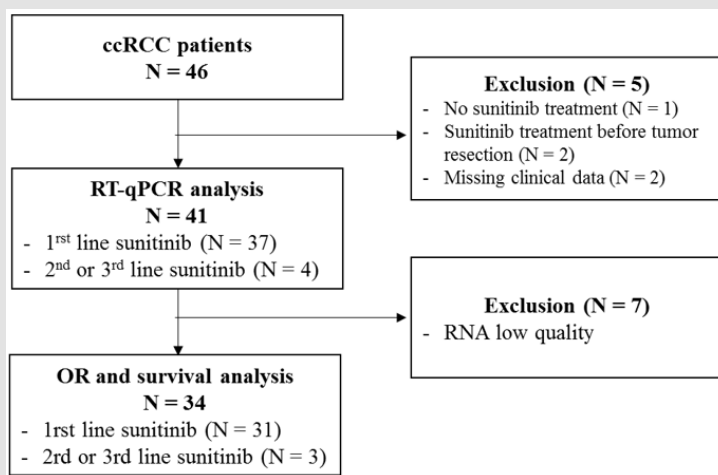 ccRCC patients
N = 46
Exclusion (N = 5)
- No sunitinib treatment (N = 1)
- Sunitinib treatment before tumor
resection (N = 2)
- Missing clinical data (N = 2)
RT-qPCR analysis
N = 41
- 1rst line sunitinib (N = 37)
- 2nd or 3rd line sunitinib (N = 4)
Exclusion (N = 7)
- RNA low quality
OR and survival analysis
N = 34
- 1rst line sunitinib (N = 31)
- 2rd or 3rd line sunitinib (N = 3)